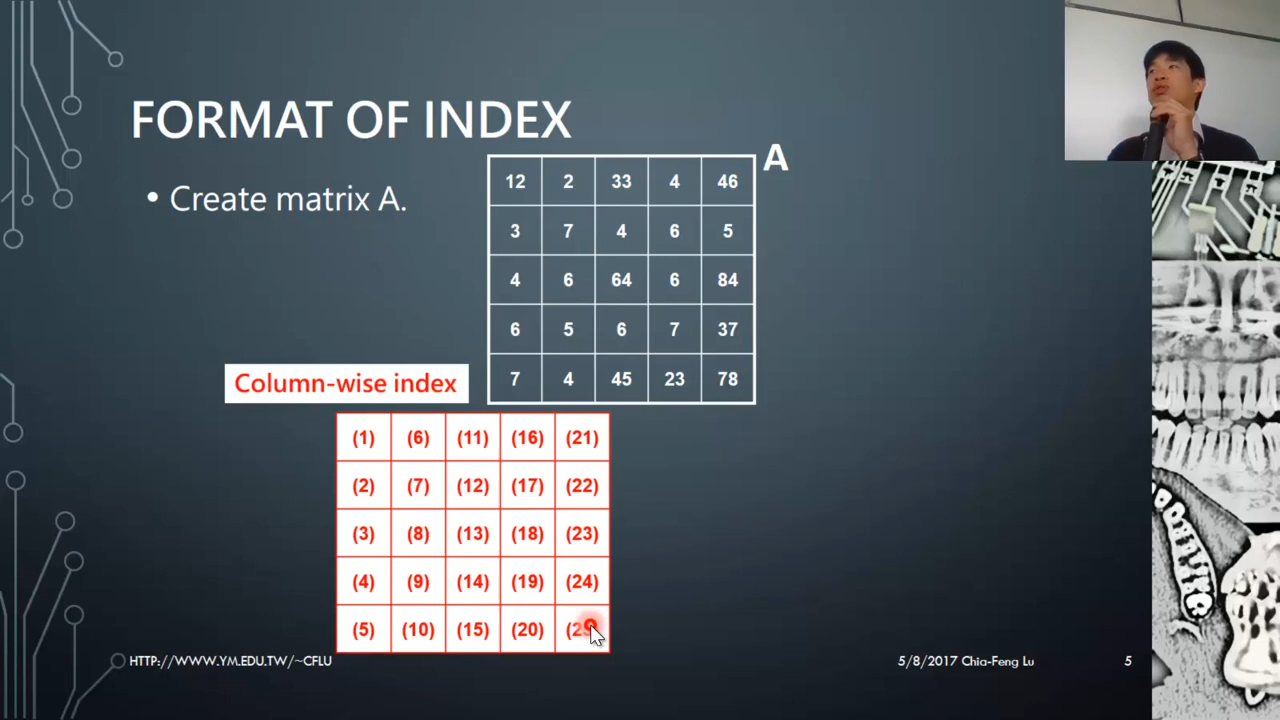 FORMAT OF INDEX
• Create matrix A.
A
12 2 33 4 46
3 7 4 6 5
4 6 64 6 84
6 5 6 7 37
7 4 45 23 78
Column-wise index
(1) (6) (11) (16) (21)
(2) (7) (12) (17) (22)
(3) (8) (13) (18) (23)
(4) (9) (14) (19) (24)
(5) (10) (15) (20)
HTTP://WWW.YM.EDU.TW/~CFLU
5/8/2017 Chia-Feng Lu
5